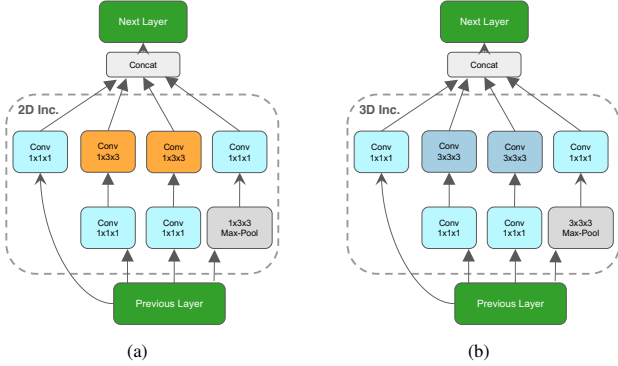 Next Layer
Concat
2D Inc.
Conv
1x1x1
Conv
1x3x3
Conv
1x3x3
Conv
1x1x1
Conv
1x1x1
Conv
1x1x1
1x3x3
Max-Pool
Previous Layer
(a)
Next Layer
Concat
3D Inc.
Conv
1x1x1
Conv
3x3x3
Conv
3x3x3
Conv
1x1x1
Conv
1x1x1
Conv
1x1x1
3x3x3
Max-Pool
Previous Layer
(b)